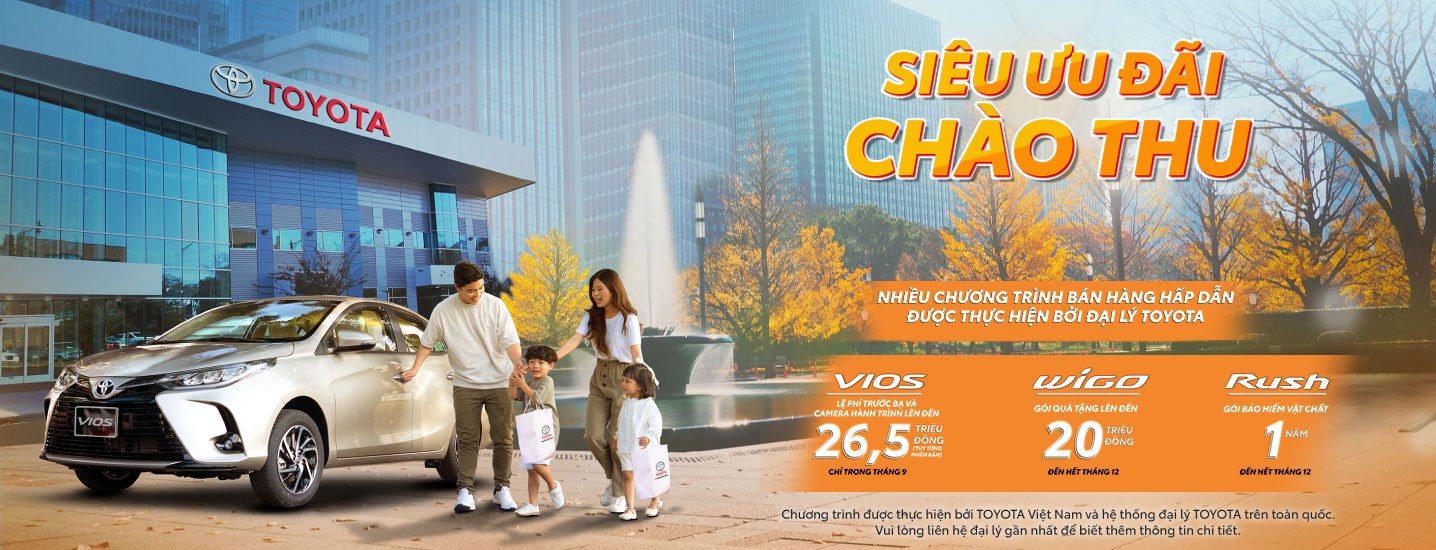 TOYOTA
SIÊU ƯU ĐÃI
CHÀO THU
NHIỀU CHƯƠNG TRÌNH BÁN HÀNG HẤP DẪN
ĐƯỢC THỰC HIỆN BỞI ĐẠI LÝ TOYOTA
VIOS
LỆ PHÍ TRƯỚC BẠ VÀ
CAMERA HÀNH TRÌNH LÊN ĐẾN
26,5 TRIỆU
ĐỒNG
(TUỲ TỪNG
PHIÊN BẢN)
CHỈ TRONG THÁNG 9
WIGO
GÓI QUÀ TẶNG LÊN ĐẾN
20 TRIỆU
ĐỒNG
ĐẾN HẾT THÁNG 12
Rush
GÓI BẢO HIỂM VẬT CHẤT
1 NĂM
ĐẾN HẾT THÁNG 12
VIOS
TOYOTA
TOYOTA
Chương trình được thực hiện bởi TOYOTA Việt Nam và hệ thống đại lý TOYOTA trên toàn quốc.
Vui lòng liên hệ đại lý gần nhất để biết thêm thông tin chi tiết.